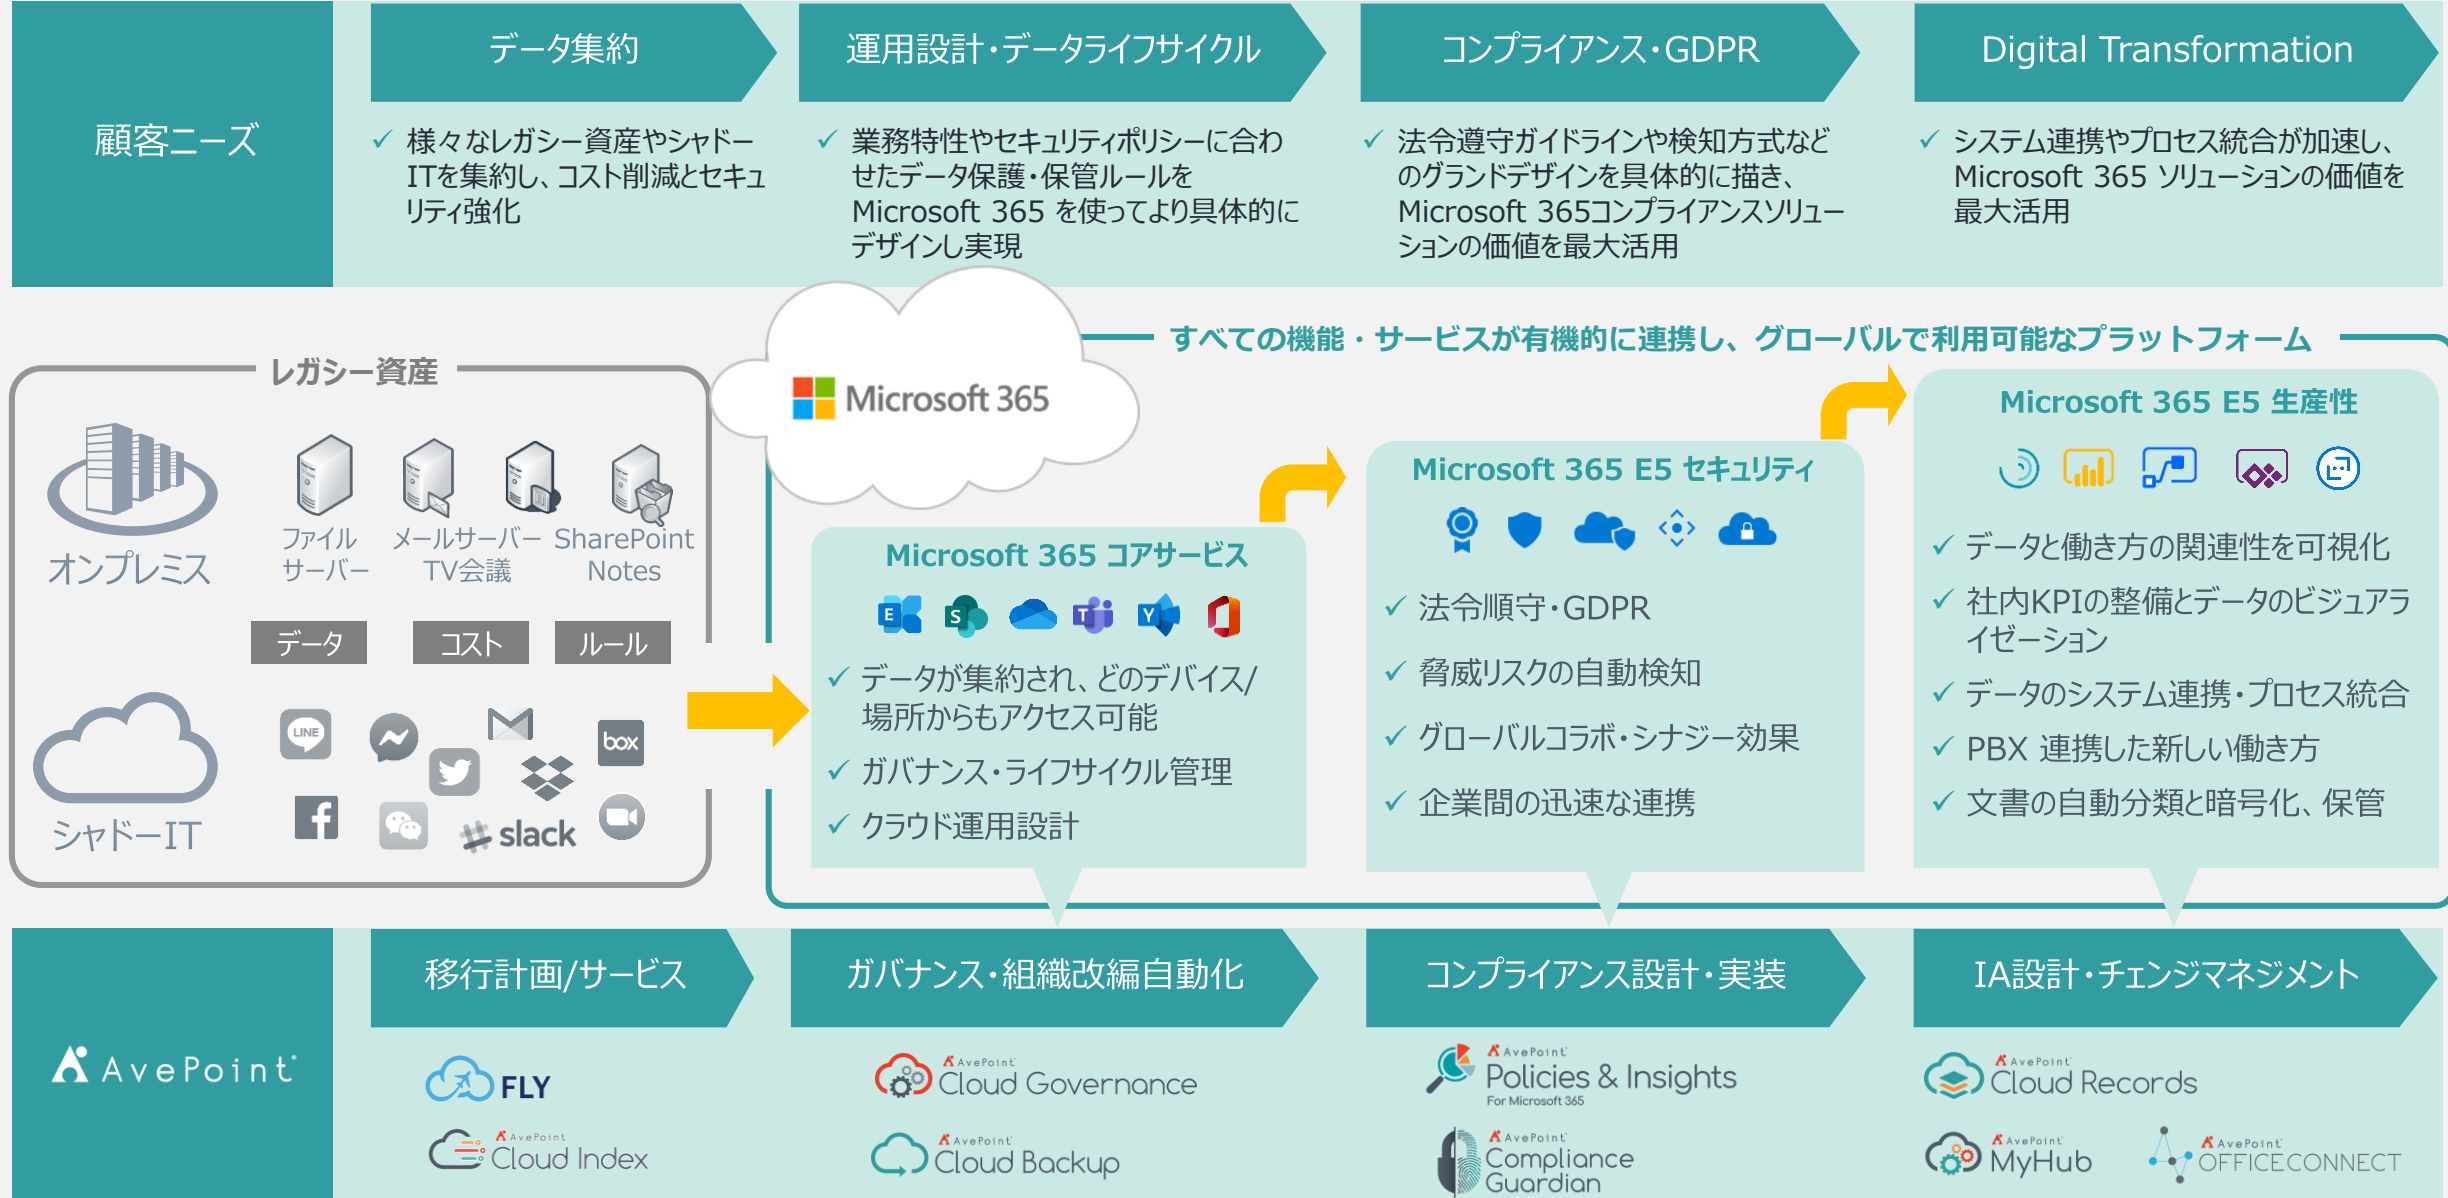 顧客ニーズ
データ集約
様々なレガシー資産やシャドー
ITを集約し、コスト削減とセキュ
リティ強化
運用設計・データライフサイクル
業務特性やセキュリティポリシーに合わ
せたデータ保護・保管ルールを
Microsoft 365 を使ってより具体的に
デザインし実現
コンプライアンス・GDPR
法令遵守ガイドラインや検知方式など
のグランドデザインを具体的に描き、
Microsoft 365コンプライアンスソリュー
ションの価値を最大活用
Digital Transformation
システム連携やプロセス統合が加速し、
Microsoft 365 ソリューションの価値を
最大活用
すべての機能・サービスが有機的に連携し、グローバルで利用可能なプラットフォーム
レガシー資産
オンプレミス
ファイル
サーバー
メールサーバー
TV会議
SharePoint
Notes
データ
コスト
ルール
シャドーIT
LINE
box
slack
Microsoft 365
Microsoft 365 コアサービス
E
S
T
Y
データが集約され、どのデバイス/
場所からもアクセス可能
ガバナンス・ライフサイクル管理
クラウド運用設計
Microsoft 365 E5 セキュリティ
法令順守・GDPR
脅威リスクの自動検知
グローバルコラボ・シナジー効果
企業間の迅速な連携
Microsoft 365 E5 生産性
データと働き方の関連性を可視化
社内KPIの整備とデータのビジュアラ
イゼーション
データのシステム連携・プロセス統合
PBX 連携した新しい働き方
文書の自動分類と暗号化、保管
AvePoint
移行計画/サービス
FLY
AvePoint
Cloud Index
ガバナンス・組織改編自動化
AvePoint
Cloud Governance
AvePoint
Cloud Backup
コンプライアンス設計・実装
AvePoint
Policies & Insights
For Microsoft 365
AvePoint
Compliance
Guardian
IA設計・チェンジマネジメント
AvePoint
Cloud Records
AvePoint
MyHub
AvePoint
OFFICECONNECT